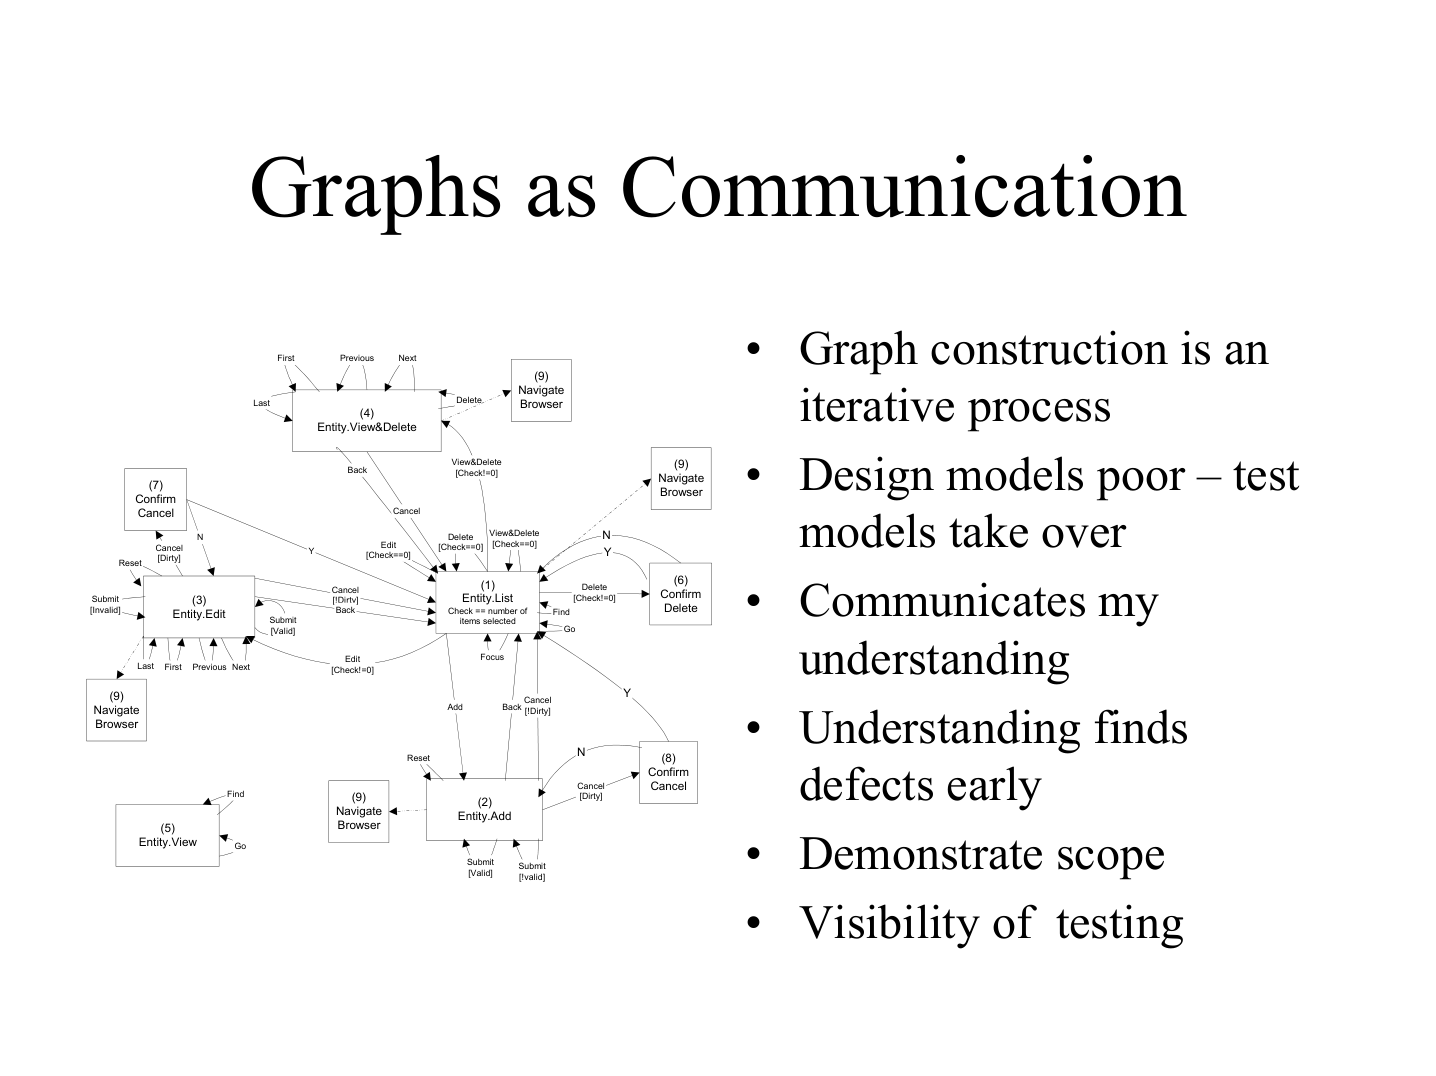 Graphs as Communication
First
Previous
Next
Last
(4)
Entity.View&Delete
Delete
(9)
Navigate
Browser
Back
View&Delete
[Check!=0]
Cancel
(9)
Navigate
Browser
(7)
Confirm
Cancel
N
Y
Cancel
[Dirty]
Reset
Edit
[Check==0]
Delete
[Check==0]
View&Delete
[Check==0]
N
Y
Submit
[Invalid]
(3)
Entity.Edit
Submit
[Valid]
Cancel
[!Dirty]
Back
(1)
Entity.List
Check == number of
items selected
Delete
[Check!=0]
(6)
Confirm
Delete
Find
Go
Focus
Last
First
Previous
Next
Edit
[Check!=0]
(9)
Navigate
Browser
Add
Back
Cancel
[!Dirty]
Y
N
(8)
Confirm
Cancel
Reset
Cancel
[Dirty]
(9)
Navigate
Browser
(2)
Entity.Add
Submit
[Valid]
Submit
[!valid]
Find
(5)
Entity.View
Go
• Graph construction is an
iterative process
• Design models poor – test
models take over
• Communicates my
understanding
• Understanding finds
defects early
• Demonstrate scope
• Visibility of  testing